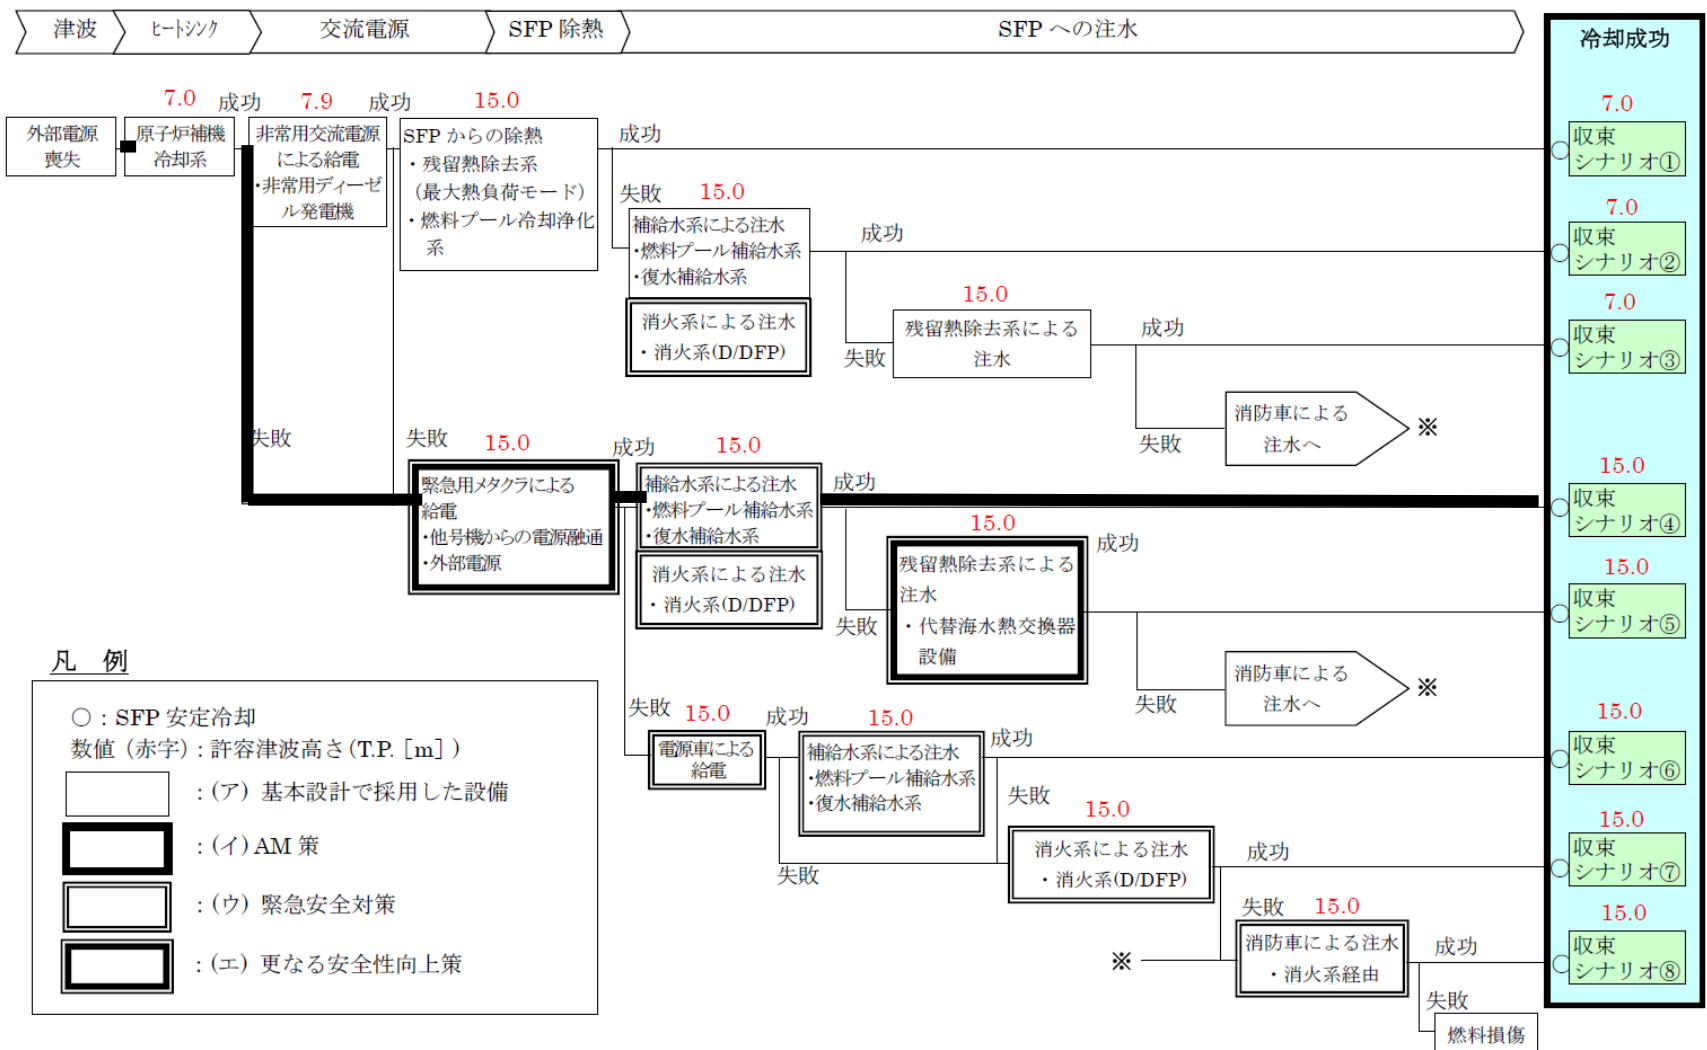 津波
ヒートシンク
交流電源
SFP 除熱
SFP への注水
冷却成功
7.0
成功
7.9
成功
15.0
7.0
外部電源
喪失
原子炉補機
冷却系
非常用交流電源
による給電
・非常用ディーゼ
ル発電機
SFP からの除熱
・残留熱除去系
（最大熱負荷モード）
・燃料プール冷却浄化
系
成功
収束
シナリオ①
失敗
15.0
補給水系による注水
・燃料プール補給水系
・復水補給水系
消火系による注水
・消火系(D/DFP)
成功
7.0
収束
シナリオ②
失敗
15.0
残留熱除去系による
注水
成功
7.0
収束
シナリオ③
失敗
消防車による
注水へ
※
失敗
失敗
15.0
緊急用メタクラによる
給電
・他号機からの電源融通
・外部電源
成功
15.0
補給水系による注水
・燃料プール補給水系
・復水補給水系
消火系による注水
・消火系(D/DFP)
成功
15.0
収束
シナリオ④
失敗
15.0
残留熱除去系による
注水
・代替海水熱交換器
設備
成功
15.0
収束
シナリオ⑤
失敗
消防車による
注水へ
※
失敗
15.0
電源車による
給電
成功
15.0
補給水系による注水
・燃料プール補給水系
・復水補給水系
成功
15.0
収束
シナリオ⑥
失敗
失敗
15.0
消火系による注水
・消火系(D/DFP)
成功
15.0
収束
シナリオ⑦
失敗
15.0
※
消防車による注水
・消火系経由
成功
15.0
収束
シナリオ⑧
失敗
燃料損傷
凡 例
○：SFP 安定冷却
数値（赤字）：許容津波高さ(T.P.［m］)
：(ア) 基本設計で採用した設備
：(イ) AM 策
：(ウ) 緊急安全対策
：(エ) 更なる安全性向上策